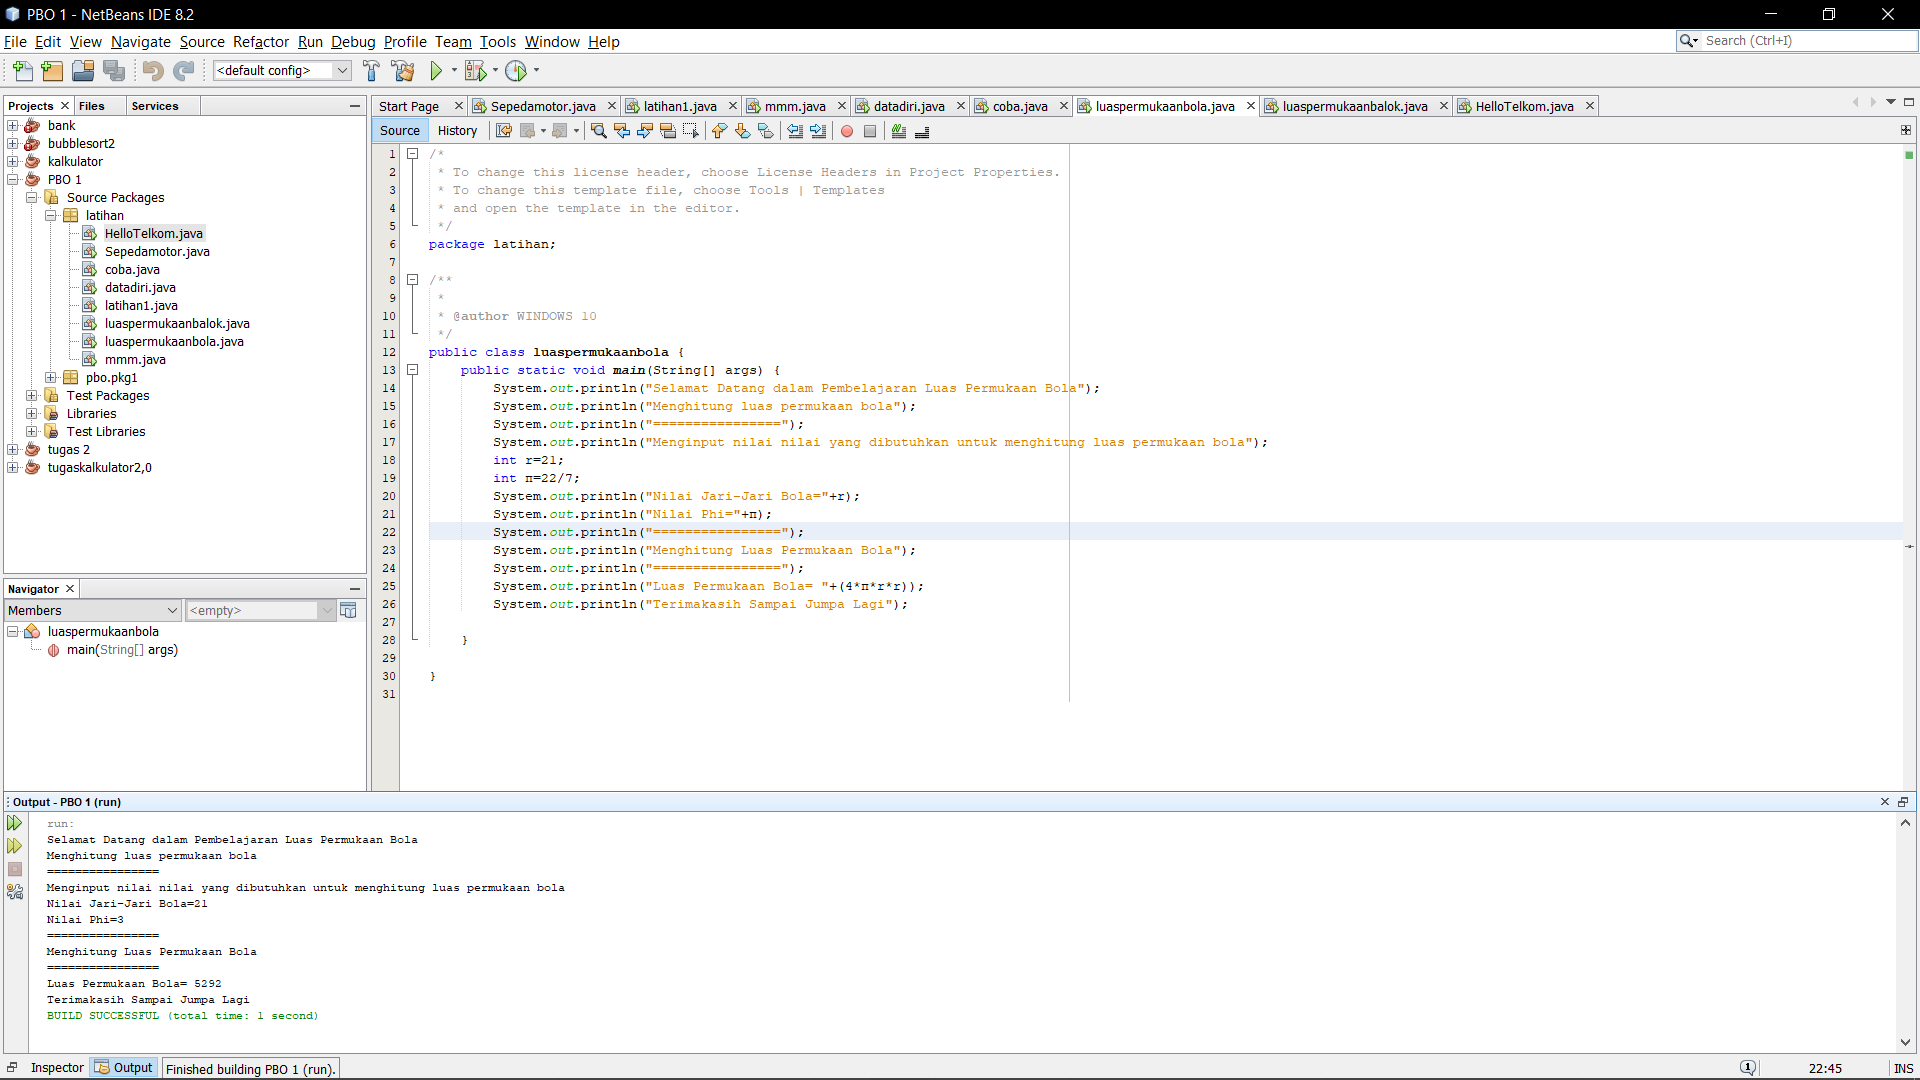 PBO 1 - NetBeans IDE 8.2
File Edit View Navigate Source Refactor Run Debug Profile Team Tools Window Help
Search (Ctrl+I)
<default config>
Projects Files Services
bank
bubblesort2
kalkulator
PBO 1
Source Packages
latihan
HelloTelkom.java
Sepedamotor.java
coba.java
datadiri.java
latihan1.java
luaspermukaanbalok.java
luaspermukaanbola.java
mmm.java
pbo.pkg1
Test Packages
Libraries
Test Libraries
tugas 2
tugaskalkulator2,0
Navigator
Members <empty>
luaspermukaanbola
main(String[] args)
Start Page Sepedamotor.java latihan1.java mmm.java datadiri.java coba.java luaspermukaanbola.java luaspermukaanbalok.java HelloTelkom.java
Source History
1 /*
2 * To change this license header, choose License Headers in Project Properties.
3 * To change this template file, choose Tools | Templates
4 * and open the template in the editor.
5 */
6 package latihan;
7
8 /**
9 *
10 * @author WINDOWS 10
11 */
12 public class luaspermukaanbola {
13 public static void main(String[] args) {
14 System.out.println("Selamat Datang dalam Pembelajaran Luas Permukaan Bola");
15 System.out.println("Menghitung luas permukaan bola");
16 System.out.println("================");
17 System.out.println("Menginput nilai nilai yang dibutuhkan untuk menghitung luas permukaan bola");
18 int r=21;
19 int π=22/7;
20 System.out.println("Nilai Jari-Jari Bola="+r);
21 System.out.println("Nilai Phi="+π);
22 System.out.println("================");
23 System.out.println("Menghitung Luas Permukaan Bola");
24 System.out.println("================");
25 System.out.println("Luas Permukaan Bola= "+(4*π*r*r));
26 System.out.println("Terimakasih Sampai Jumpa Lagi");
27
28 }
29
30 }
31
Output - PBO 1 (run)
run:
Selamat Datang dalam Pembelajaran Luas Permukaan Bola
Menghitung luas permukaan bola
================
Menginput nilai nilai yang dibutuhkan untuk menghitung luas permukaan bola
Nilai Jari-Jari Bola=21
Nilai Phi=3
================
Menghitung Luas Permukaan Bola
================
Luas Permukaan Bola= 5292
Terimakasih Sampai Jumpa Lagi
BUILD SUCCESSFUL (total time: 1 second)
Inspector Output Finished building PBO 1 (run). 1 22:45 INS